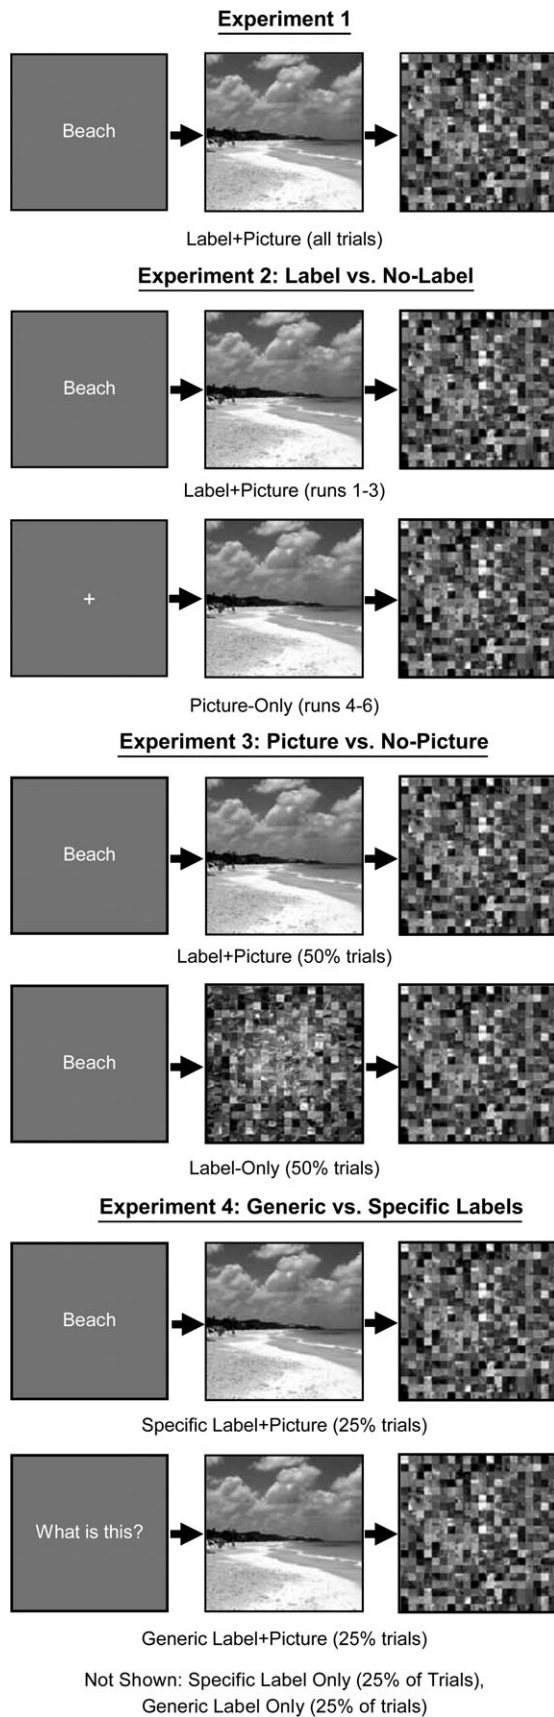 Experiment 1
Beach
Label+Picture (all trials)
Experiment 2: Label vs. No-Label
Beach
Label+Picture (runs 1-3)
+
Picture-Only (runs 4-6)
Experiment 3: Picture vs. No-Picture
Beach
Label+Picture (50% trials)
Beach
Label-Only (50% trials)
Experiment 4: Generic vs. Specific Labels
Beach
Specific Label+Picture (25% trials)
What is this?
Generic Label+Picture (25% trials)
Not Shown: Specific Label Only (25% of Trials),
Generic Label Only (25% of trials)